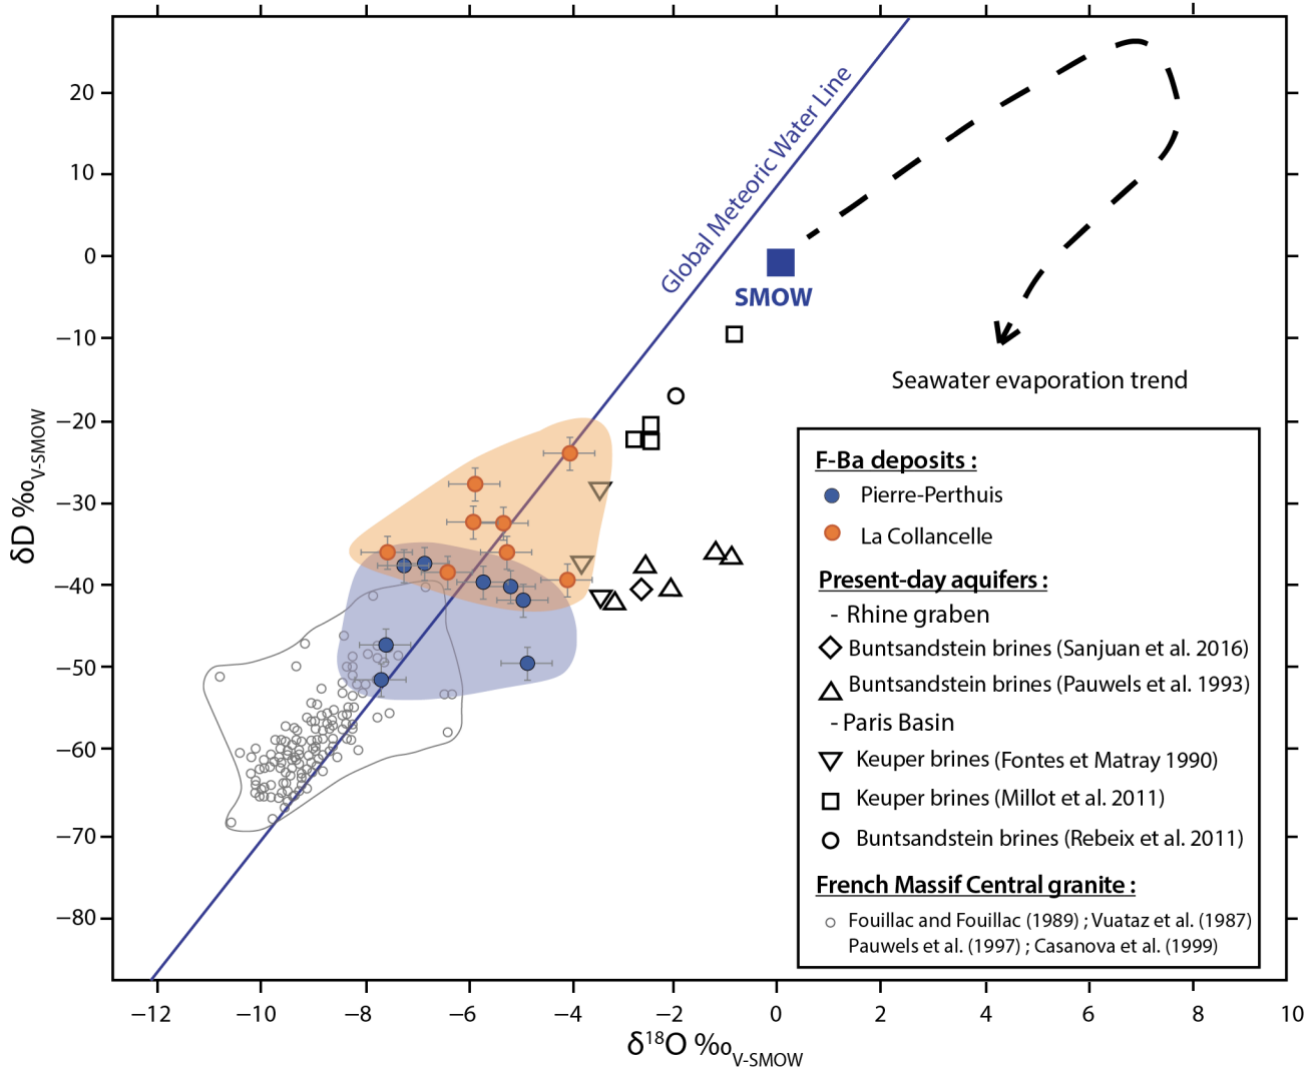 20
10
0
−10
−20
−30
−40
−50
−60
−70
−80
δD ‰V-SMOW
Global Meteoric Water Line
SMOW
Seawater evaporation trend
F-Ba deposits :
Pierre-Perthuis
La Collancelle
Present-day aquifers :
- Rhine graben
Buntsandstein brines (Sanjuan et al. 2016)
Buntsandstein brines (Pauwels et al. 1993)
- Paris Basin
Keuper brines (Fontes et Matray 1990)
Keuper brines (Millot et al. 2011)
Buntsandstein brines (Rebeix et al. 2011)
French Massif Central granite :
Fouillac and Fouillac (1989) ; Vuataz et al. (1987)
Pauwels et al. (1997) ; Casanova et al. (1999)
−12 −10 −8 −6 −4 −2 0 2 4 6 8 10
δ18O ‰V-SMOW